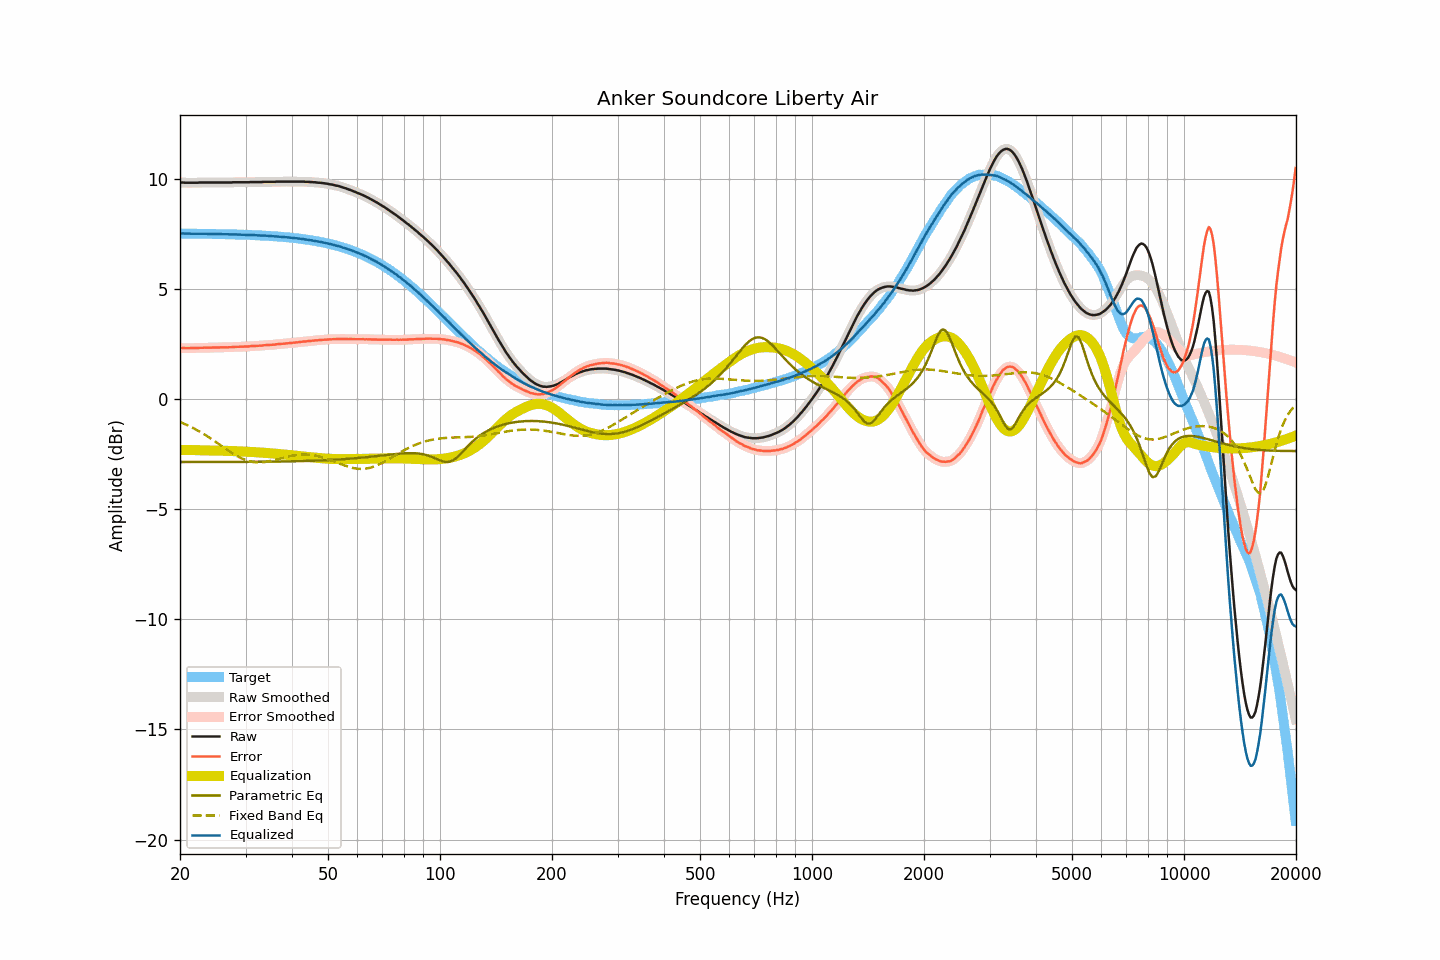 Anker Soundcore Liberty Air
10
5
0
−5
−10
−15
−20
Amplitude (dBr)
Target
Raw Smoothed
Error Smoothed
Raw
Error
Equalization
Parametric Eq
Fixed Band Eq
Equalized
20 50 100 200 500 1000 2000 5000 10000 20000
Frequency (Hz)